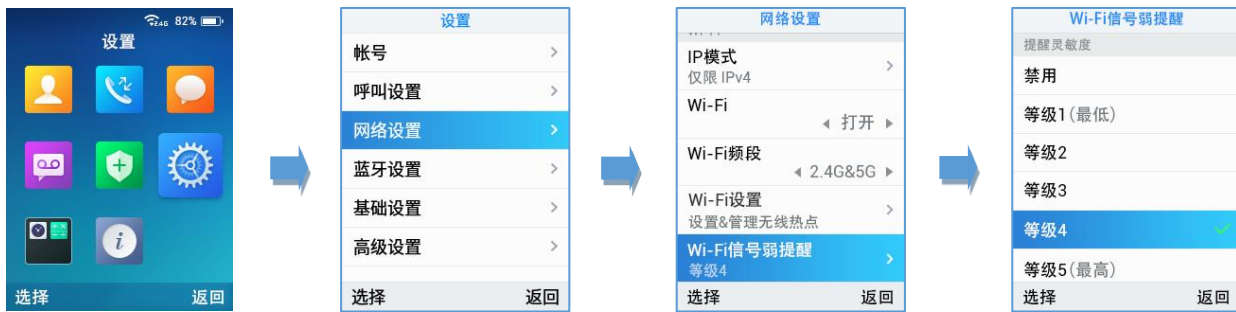 2.4G 82%
设置
选择 返回
设置
帐号
呼叫设置
网络设置
蓝牙设置
基础设置
高级设置
选择 返回
网络设置
IP模式
仅限 IPv4
Wi-Fi
打开
Wi-Fi频段
2.4G&5G
Wi-Fi设置
设置&管理无线热点
Wi-Fi信号弱提醒
等级4
选择 返回
Wi-Fi信号弱提醒
提醒灵敏度
禁用
等级1(最低)
等级2
等级3
等级4
等级5(最高)
选择 返回